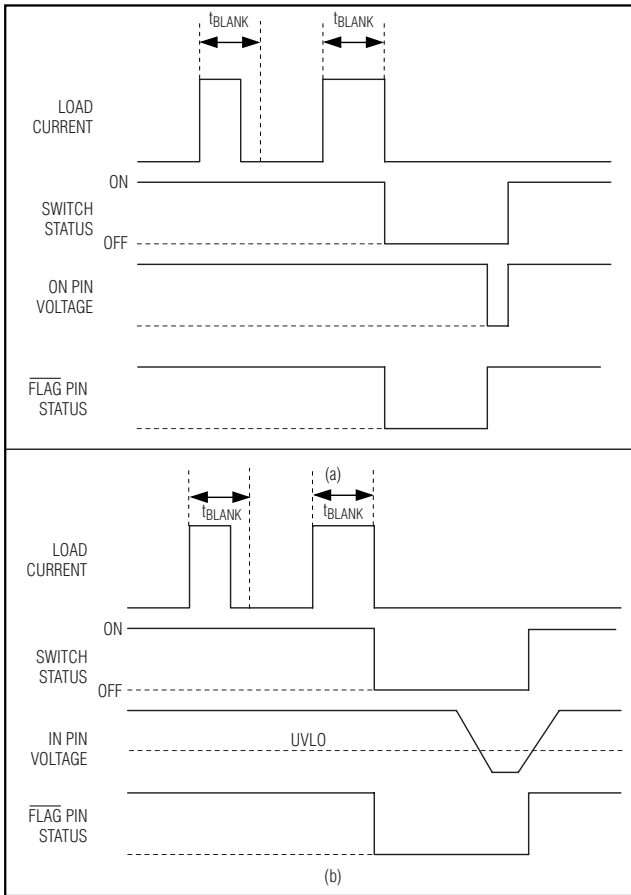 tBLANK tBLANK
LOAD
CURRENT
ON
SWITCH
STATUS
OFF
ON PIN
VOLTAGE
FLAG PIN
STATUS
(a)
tBLANK tBLANK
LOAD
CURRENT
ON
SWITCH
STATUS
OFF
IN PIN
VOLTAGE
UVLO
FLAG PIN
STATUS
(b)